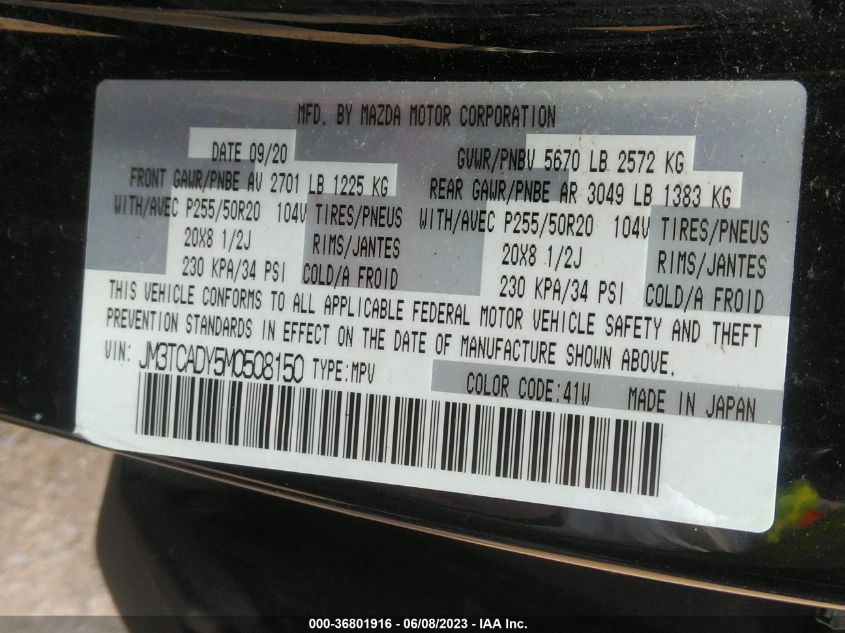 MFD. BY MAZDA MOTOR CORPORATION
DATE 09/20 GVWR/PNBV 5670 LB 2572 KG
FRONT GAWR/PNBE AV 2701 LB 1225 KG REAR GAWR/PNBE AR 3049 LB 1383 KG
WITH/AVEC P255/50R20 104V TIRES/PNEUS WITH/AVEC P255/50R20 104V TIRES/PNEUS
20X8 1/2J RIMS/JANTES 20X8 1/2J RIMS/JANTES
230 KPA/34 PSI COLD/A FROID 230 KPA/34 PSI COLD/A FROID
THIS VEHICLE CONFORMS TO ALL APPLICABLE FEDERAL MOTOR VEHICLE SAFETY AND THEFT
PREVENTION STANDARDS IN EFFECT ON THE DATE OF MANUFACTURE SHOWN ABOVE.
VIN: JM3TCADY5M0508150 TYPE:MPV
COLOR CODE:41W MADE IN JAPAN
000-36801916 - 06/08/2023 - IAA Inc.